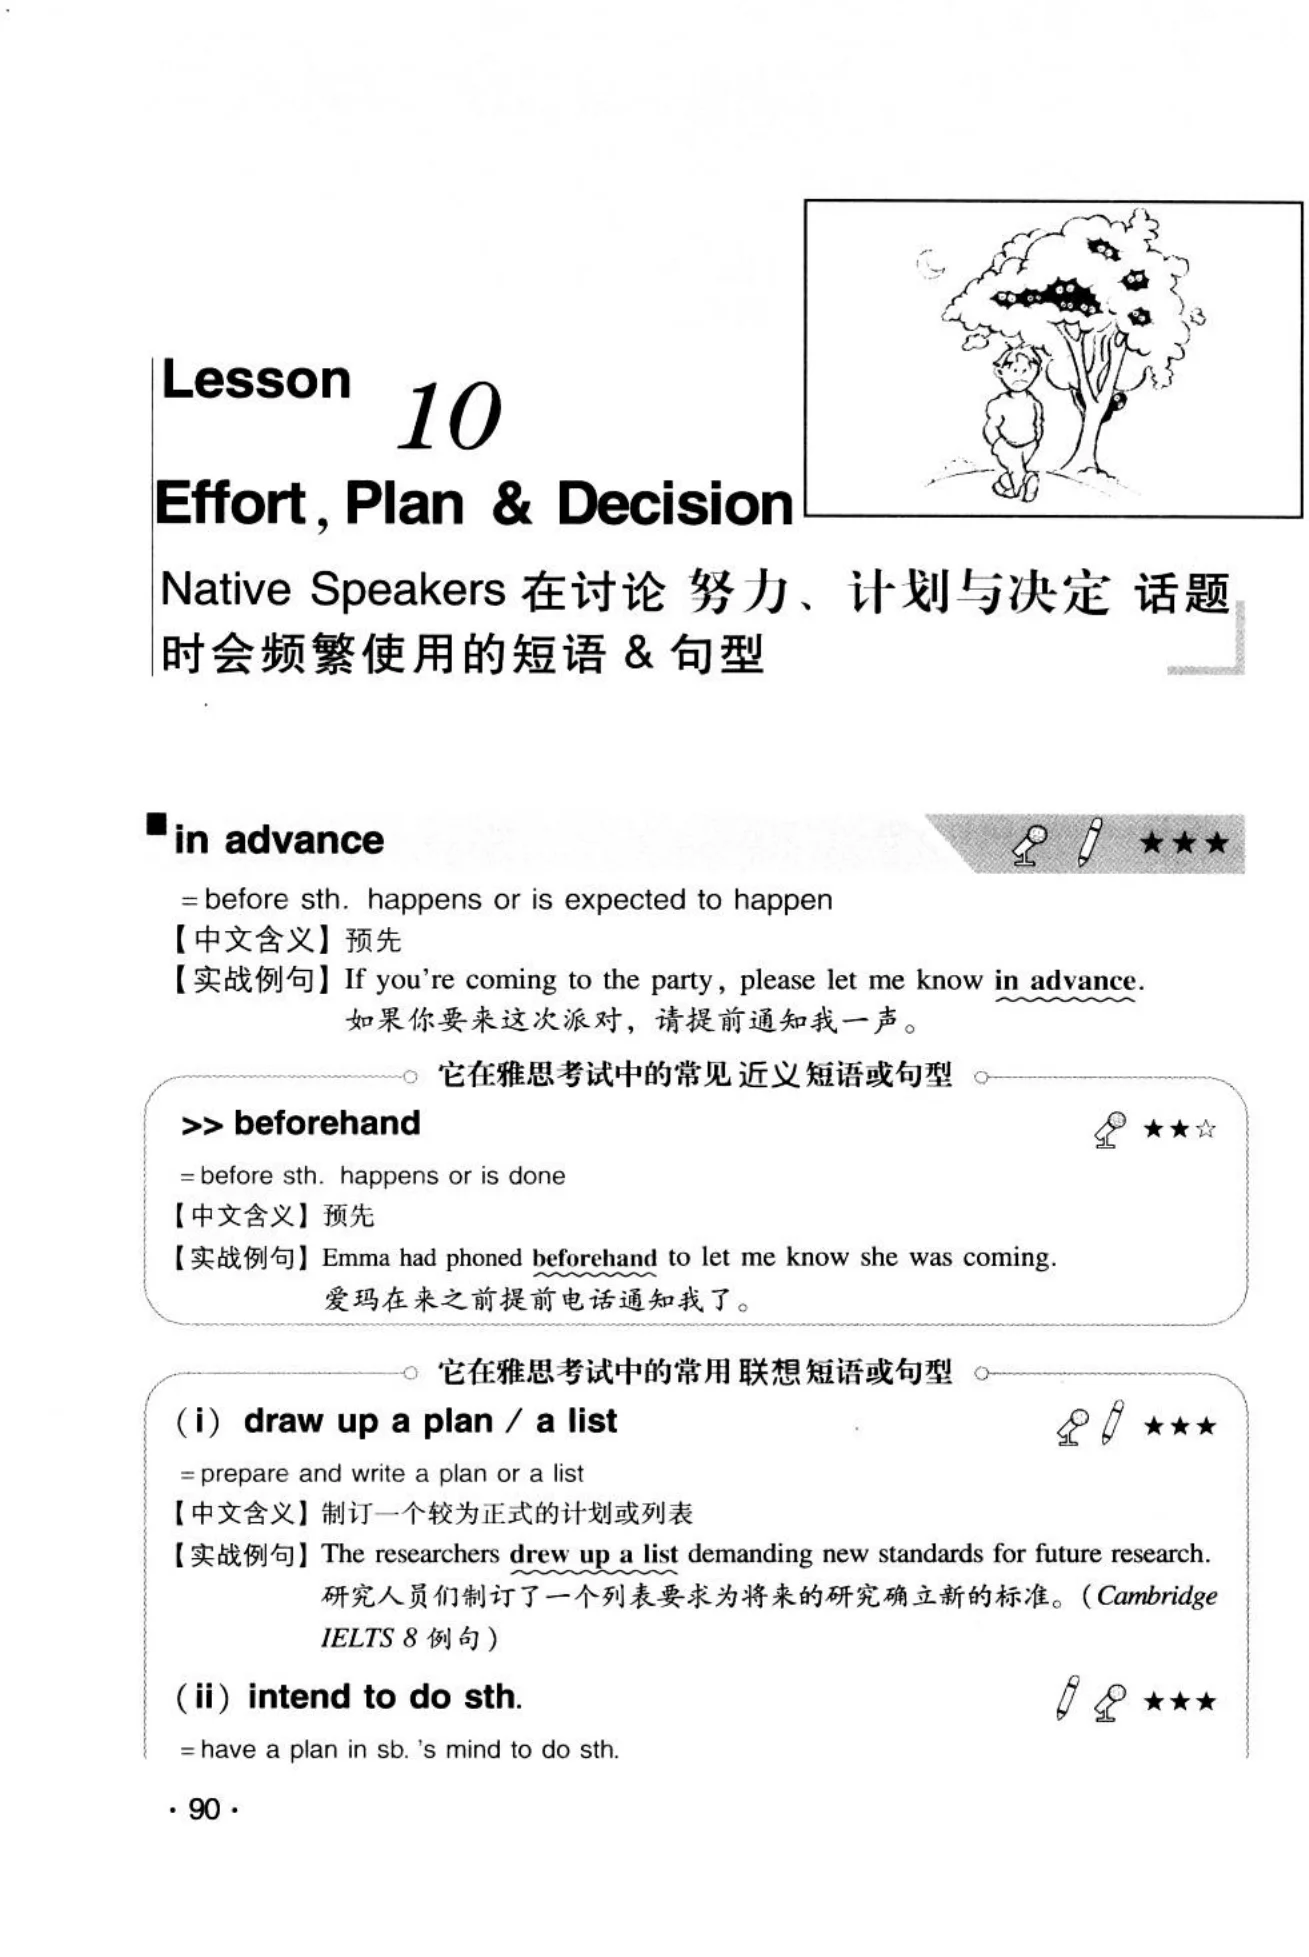 Lesson 10
Effort, Plan & Decision
Native Speakers 在讨论 努力、计划与决定 话题
时会频繁使用的短语 & 句型
in advance ★★★
=before sth. happens or is expected to happen
【中文含义】预先
【实战例句】If you're coming to the party, please let me know in advance.
如果你要来这次派对，请提前通知我一声。
它在雅思考试中的常见 近义 短语或句型
>> beforehand ★★☆
=before sth. happens or is done
【中文含义】预先
【实战例句】Emma had phoned beforehand to let me know she was coming.
爱玛在来之前提前电话通知我了。
它在雅思考试中的常用 联想 短语或句型
(i) draw up a plan / a list ★★★
=prepare and write a plan or a list
【中文含义】制订一个较为正式的计划或列表
【实战例句】The researchers drew up a list demanding new standards for future research.
研究人员们制订了一个列表要求为将来的研究确立新的标准。(Cambridge
IELTS 8 例句)
(ii) intend to do sth. ★★★
=have a plan in sb. 's mind to do sth.
· 90 ·